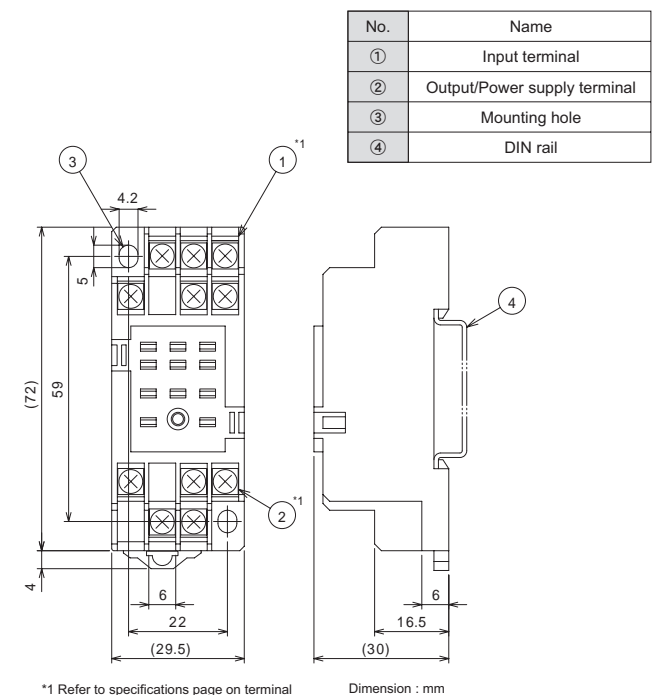 No. Name
① Input terminal
② Output/Power supply terminal
③ Mounting hole
④ DIN rail
*1
3
1
4.2
5
4
(72)
59
*1
2
4
6
6
22
16.5
(29.5)
(30)
*1 Refer to specifications page on terminal
Dimension : mm